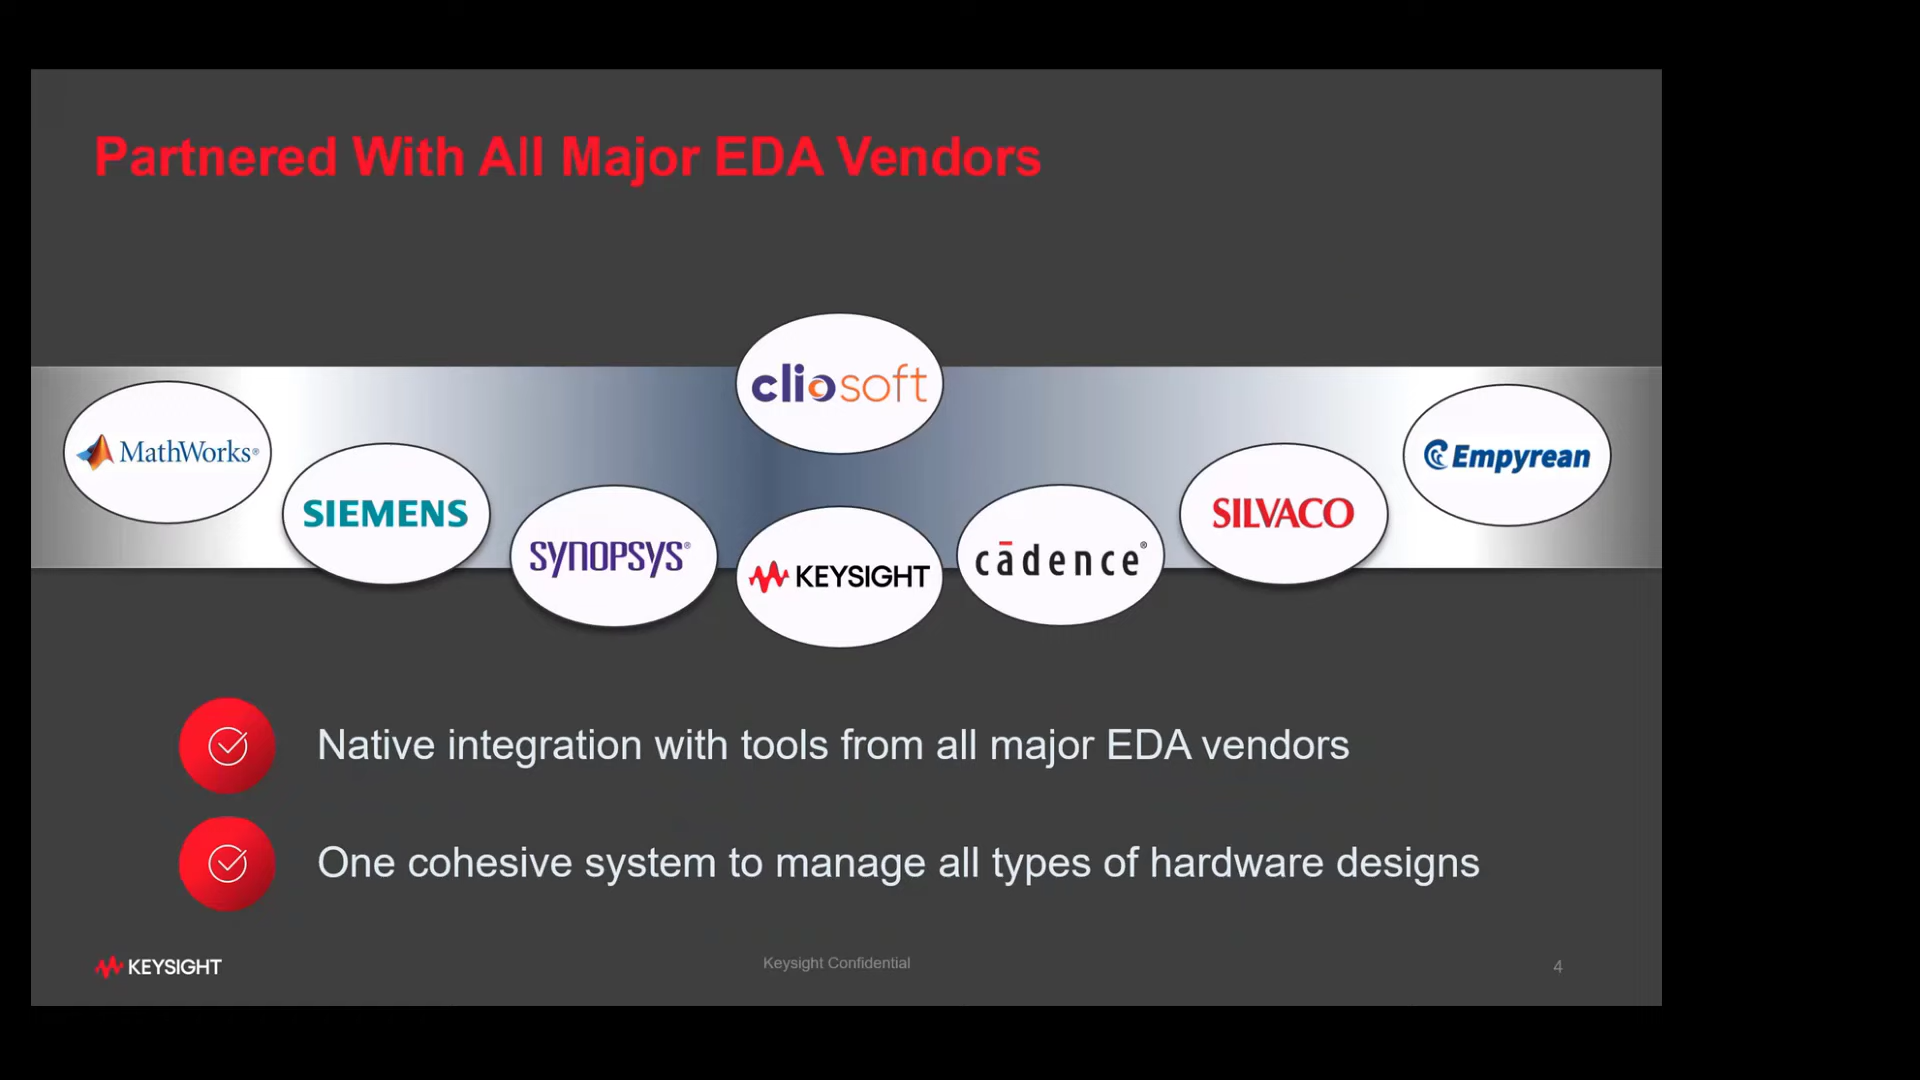 Partnered With All Major EDA Vendors
cliosoft
MathWorks®
SIEMENS
SYNOPSYS®
KEYSIGHT
cādence®
SILVACO
Empyrean
Native integration with tools from all major EDA vendors
One cohesive system to manage all types of hardware designs
KEYSIGHT
Keysight Confidential
4